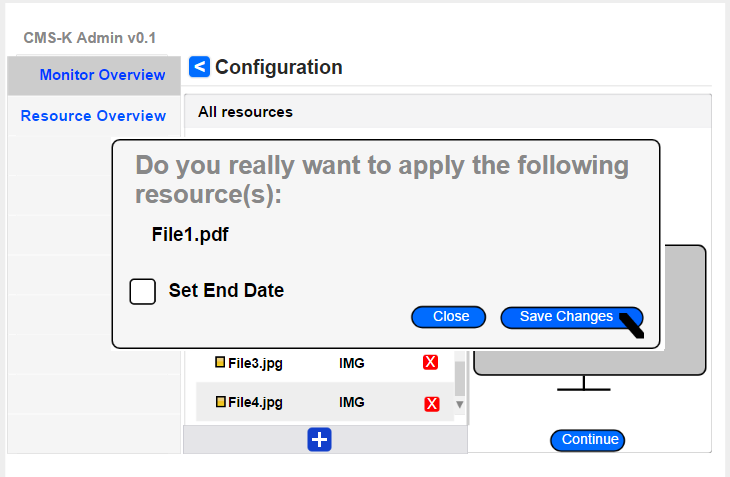 CMS-K Admin v0.1
Monitor Overview
< Configuration
Resource Overview
All resources
Do you really want to apply the following
resource(s):
File1.pdf
Set End Date
Close Save Changes
File3.jpg IMG X
File4.jpg IMG X
+
Continue